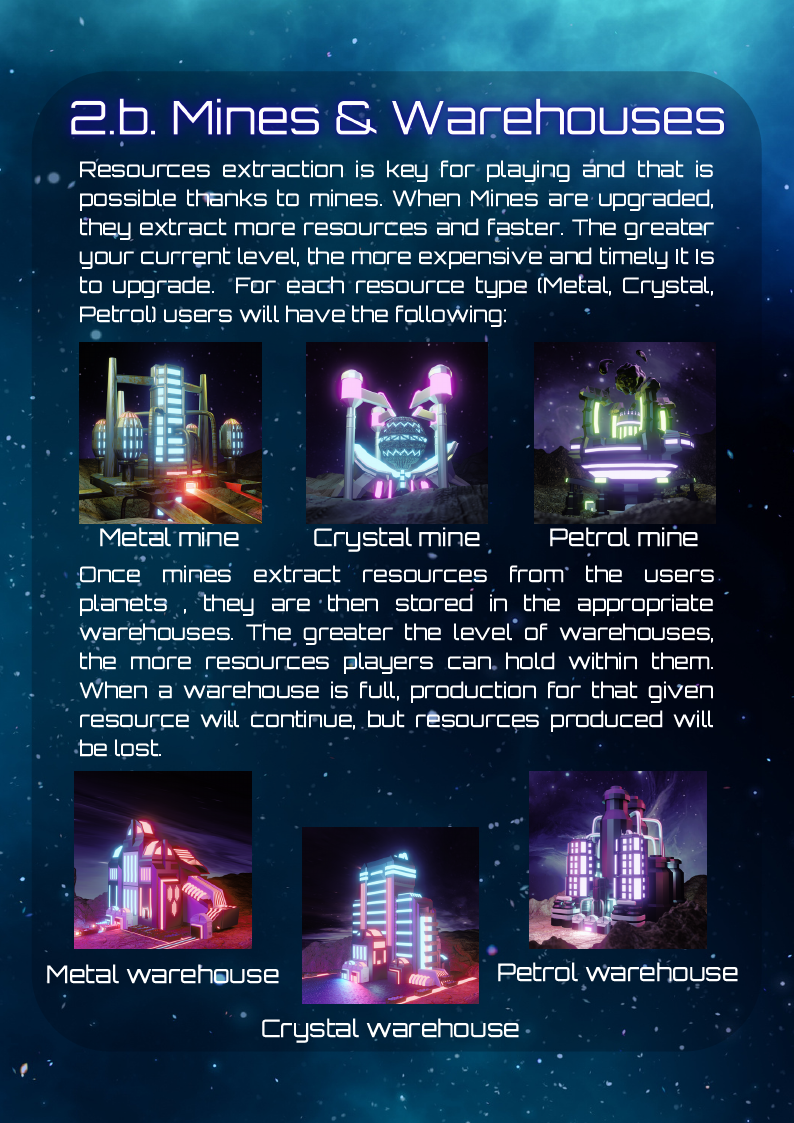 2.b. Mines & Warehouses
Resources extraction is key for playing and that is
possible thanks to mines. When Mines are upgraded,
they extract more resources and faster. The greater
your current level, the more expensive and timely It Is
to upgrade. For each resource type (Metal, Crystal,
Petrol) users will have the following:
Metal mine
Crystal mine
Petrol mine
Once mines extract resources from the users
planets , they are then stored in the appropriate
warehouses. The greater the level of warehouses,
the more resources players can hold within them.
When a warehouse is full, production for that given
resource will continue, but resources produced will
be lost.
Metal warehouse
Petrol warehouse
Crystal warehouse